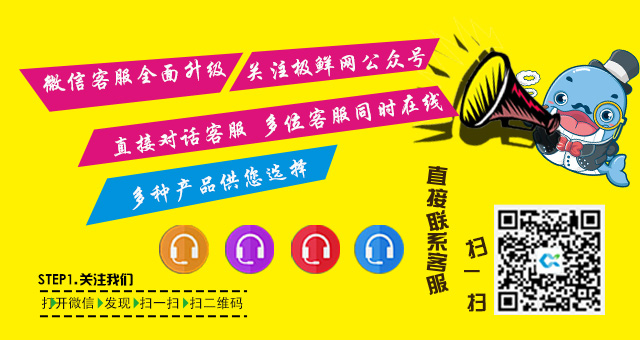 微信客服全面升级
关注极鲜网公众号
直接对话客服 多位客服同时在线
多种产品供您选择
直接联系客服
扫一扫
STEP1.关注我们
打开微信 发现 扫一扫 扫二维码